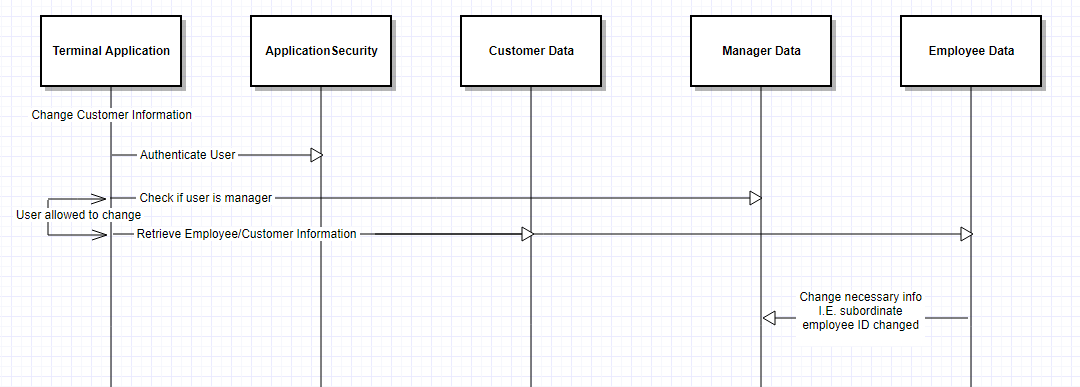 Terminal Application
ApplicationSecurity
Customer Data
Manager Data
Employee Data
Change Customer Information
Authenticate User
Check if user is manager
User allowed to change
Retrieve Employee/Customer Information
Change necessary info
I.E. subordinate
employee ID changed